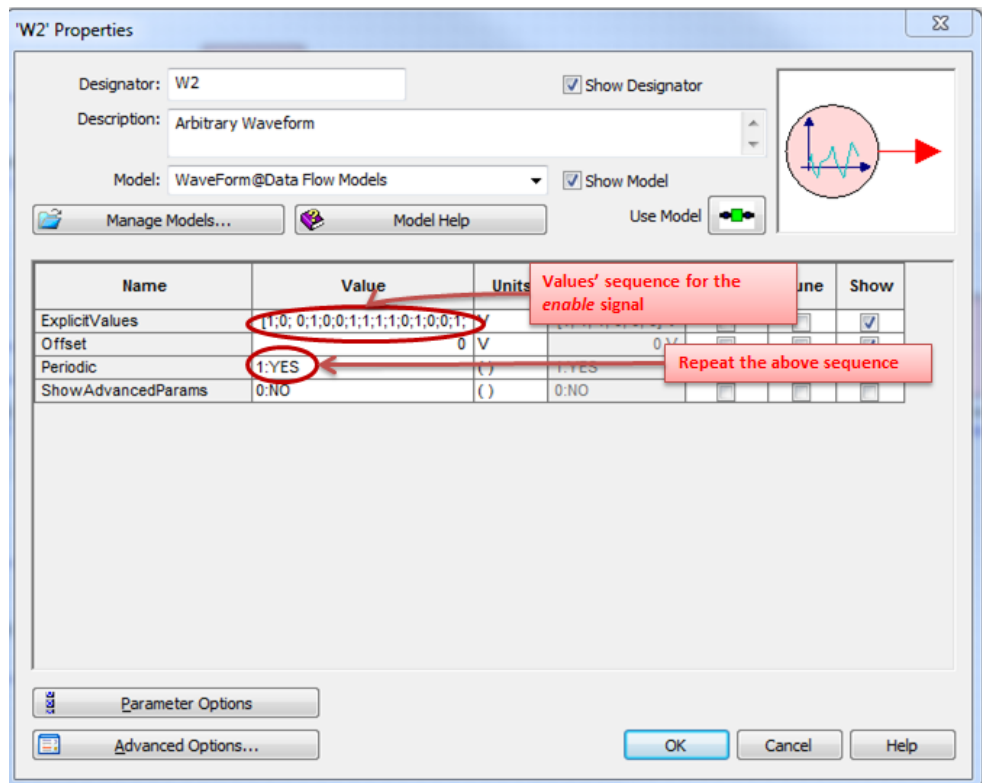 'W2' Properties
Designator: W2
Show Designator
Description: Arbitrary Waveform
Model: WaveForm@Data Flow Models
Show Model
Manage Models...
Model Help
Use Model
Name Value Units une Show
Values' sequence for the
enable signal
ExplicitValues [1;0; 0;1;0;0;1;1;1;1;0;1;0;0;1; V
Offset 0 V 0 V
Periodic 1:YES ( ) 1:YES
Repeat the above sequence
ShowAdvancedParams 0:NO ( ) 0:NO
Parameter Options
Advanced Options...
OK Cancel Help